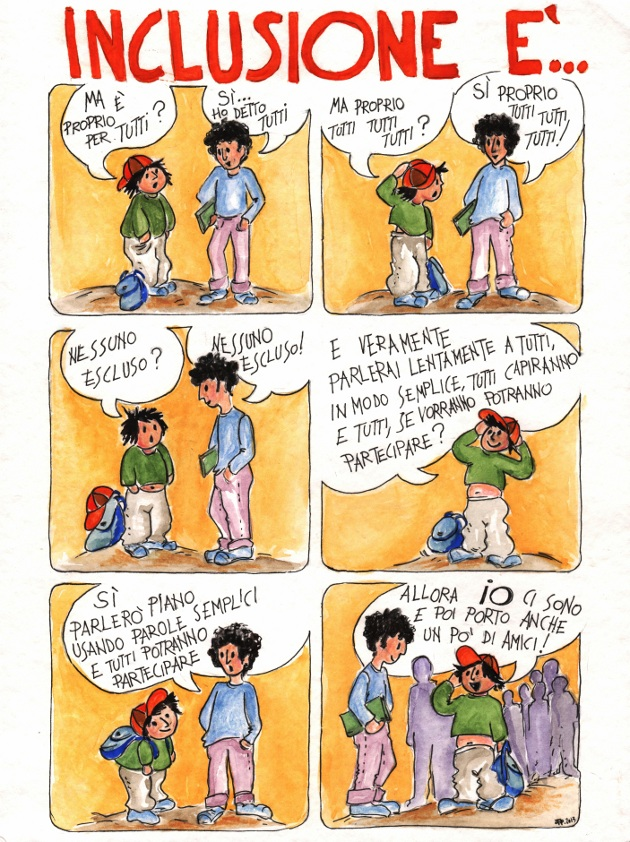 INCLUSIONE E'...
MA È
PROPRIO
PER TUTTI?
SÌ...
HO DETTO
TUTTI
MA PROPRIO
TUTTI TUTTI
TUTTI?
SÌ PROPRIO
TUTTI TUTTI,
TUTTI!
NESSUNO
ESCLUSO?
NESSUNO
ESCLUSO!
E VERAMENTE
PARLERAI LENTAMENTE A TUTTI,
IN MODO SEMPLICE, TUTTI CAPIRANNO
E TUTTI, SE VORRANNO POTRANNO
PARTECIPARE?
SÌ
PARLERÒ PIANO
USANDO PAROLE SEMPLICI
E TUTTI POTRANNO
PARTECIPARE
ALLORA IO CI SONO
E POI PORTO ANCHE
UN PO' DI AMICI!